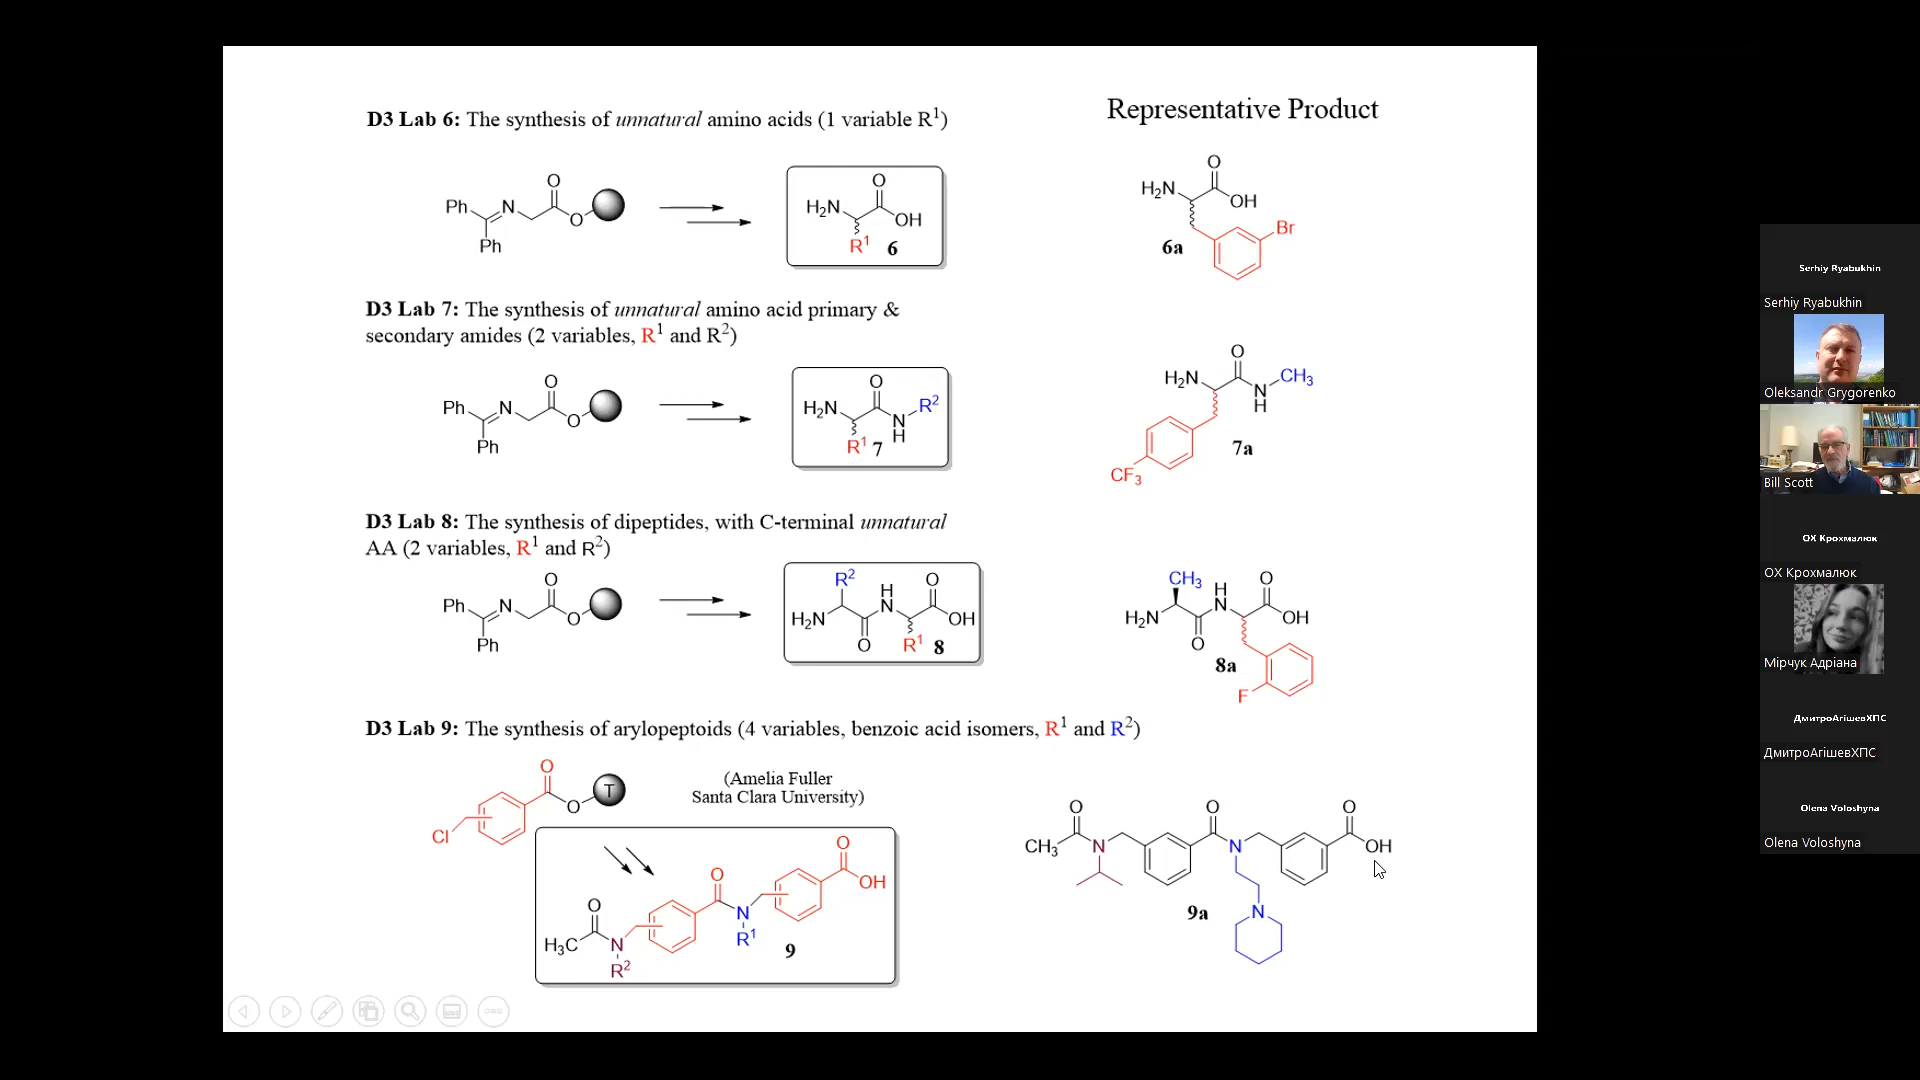 Representative Product
D3 Lab 6: The synthesis of unnatural amino acids (1 variable R¹)
Ph
N
O
O
Ph
H₂N
O
OH
R¹
6
H₂N
O
OH
Br
6a
D3 Lab 7: The synthesis of unnatural amino acid primary &
secondary amides (2 variables, R¹ and R²)
Ph
N
O
O
Ph
H₂N
O
N
H
R²
R¹
7
H₂N
O
N
H
CH₃
CF₃
7a
D3 Lab 8: The synthesis of dipeptides, with C-terminal unnatural
AA (2 variables, R¹ and R²)
Ph
N
O
O
Ph
R²
H
N
O
H₂N
OH
O
R¹
8
CH₃
H
N
O
H₂N
OH
O
8a
F
D3 Lab 9: The synthesis of arylopeptoids (4 variables, benzoic acid isomers, R¹ and R²)
O
O
T
Cl
(Amelia Fuller
Santa Clara University)
O
OH
O
N
R¹
O
H₃C
N
R²
9
O
O
O
CH₃
N
N
OH
N
9a
Serhiy Ryabukhin
Serhiy Ryabukhin
Oleksandr Grygorenko
Bill Scott
ОХ Крохмалюк
ОХ Крохмалюк
Мірчук Адріана
ДмитроАгішевХПС
ДмитроАгішевХПС
Olena Voloshyna
Olena Voloshyna